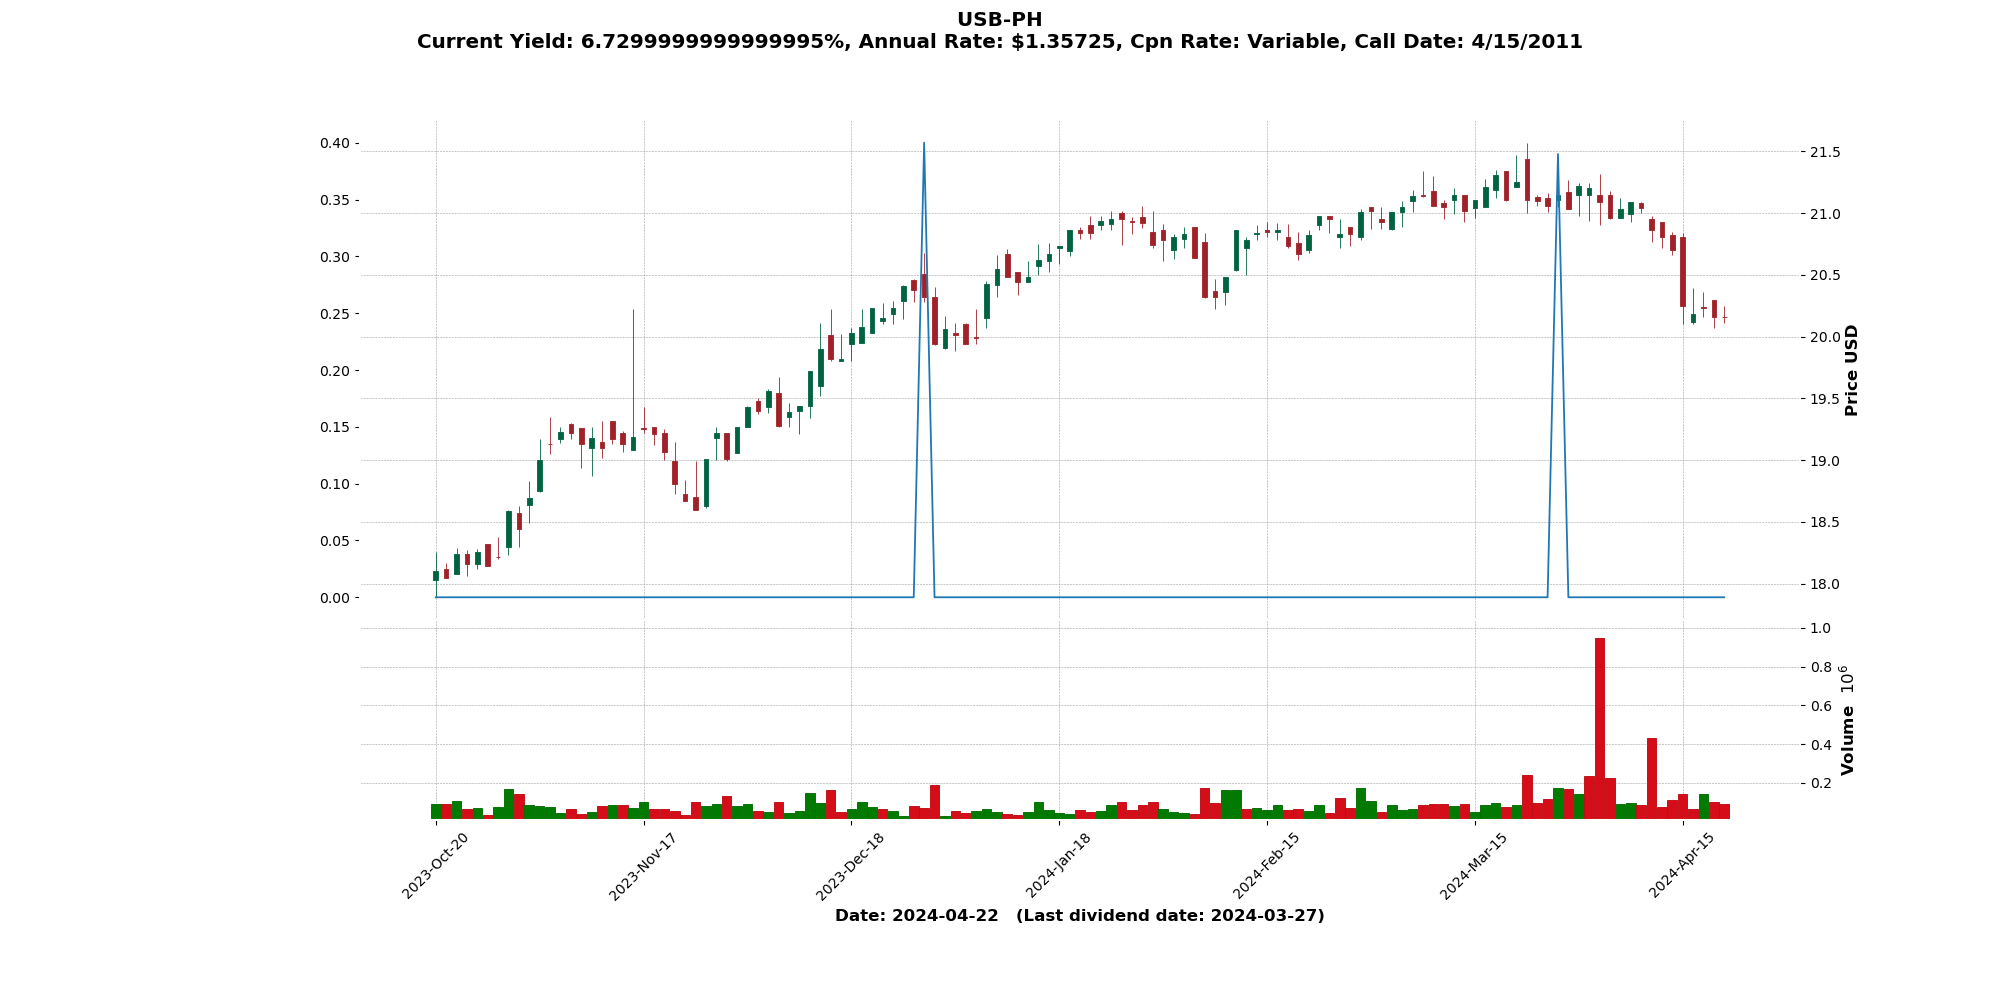 USB-PH
Current Yield: 6.7299999999999995%, Annual Rate: $1.35725, Cpn Rate: Variable, Call Date: 4/15/2011
0.40
0.35
0.30
0.25
0.20
0.15
0.10
0.05
0.00
21.5
21.0
20.5
20.0
19.5
19.0
18.5
18.0
Price USD
1.0
0.8
0.6
0.4
0.2
Volume 10^6
2023-Oct-20
2023-Nov-17
2023-Dec-18
2024-Jan-18
2024-Feb-15
2024-Mar-15
2024-Apr-15
Date: 2024-04-22 (Last dividend date: 2024-03-27)